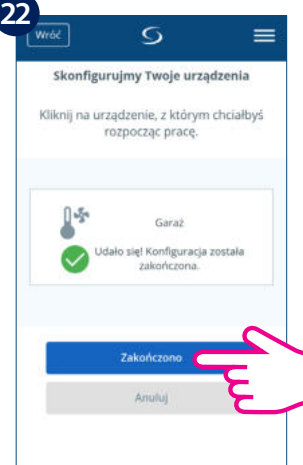 22
Wróć
Skonfigurujmy Twoje urządzenia
Kliknij na urządzenie, z którym chciałbyś
rozpocząć pracę.
Garaż
Udało się! Konfiguracja została
zakończona.
Zakończono
Anuluj